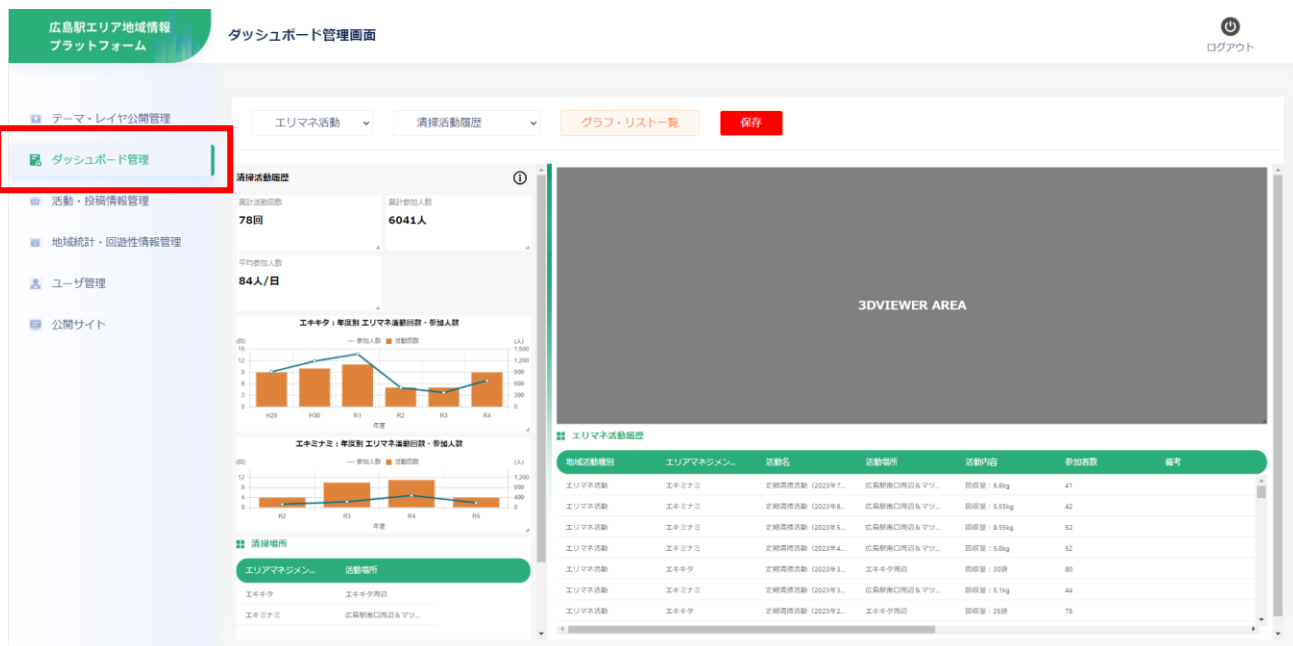 広島駅エリア地域情報
プラットフォーム
ダッシュボード管理画面
ログアウト
テーマ・レイヤ公開管理
ダッシュボード管理
活動・投稿情報管理
地域統計・回遊性情報管理
ユーザ管理
公開サイト
エリマネ活動
清掃活動履歴
グラフ・リスト一覧
保存
清掃活動履歴
累計活動回数
78回
累計参加人数
6041人
平均参加人数
84人/日
エキキタ：年度別 エリマネ活動回数・参加人数
(回)
参加人数 活動回数
(人)
15 12 9 6 3 0
1,500 1,200 900 600 300 0
H29 H30 R1 R2 R3 R4
年度
エキミナミ：年度別 エリマネ活動回数・参加人数
(回)
参加人数 活動回数
(人)
12 8 4 0
1,200 800 400 0
R2 R3 R4 R5
年度
清掃場所
エリアマネジメン... 活動場所
エキキタ エキキタ周辺
エキミナミ 広島駅南口周辺＆マツ...
3DVIEWER AREA
エリマネ活動履歴
地域活動種別 エリアマネジメン... 活動名 活動場所 活動内容 参加者数 備考
エリマネ活動 エキミナミ 定期清掃活動（2023年7... 広島駅南口周辺＆マツ... 回収量：6.8kg 41
エリマネ活動 エキミナミ 定期清掃活動（2023年6... 広島駅南口周辺＆マツ... 回収量：5.55kg 42
エリマネ活動 エキミナミ 定期清掃活動（2023年5... 広島駅南口周辺＆マツ... 回収量：9.55kg 52
エリマネ活動 エキミナミ 定期清掃活動（2023年4... 広島駅南口周辺＆マツ... 回収量：5.8kg 52
エリマネ活動 エキキタ 定期清掃活動（2023年3... エキキタ周辺 回収量：30袋 80
エリマネ活動 エキミナミ 定期清掃活動（2023年3... 広島駅南口周辺＆マツ... 回収量：5.1kg 44
エリマネ活動 エキキタ 定期清掃活動（2023年2... エキキタ周辺 回収量：25袋 78